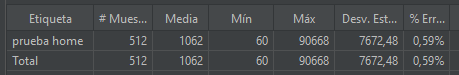 Etiqueta # Mues... Media Mín Máx Desv. Est... % Err...
prueba home 512 1062 60 90668 7672,48 0,59%
Total 512 1062 60 90668 7672,48 0,59%